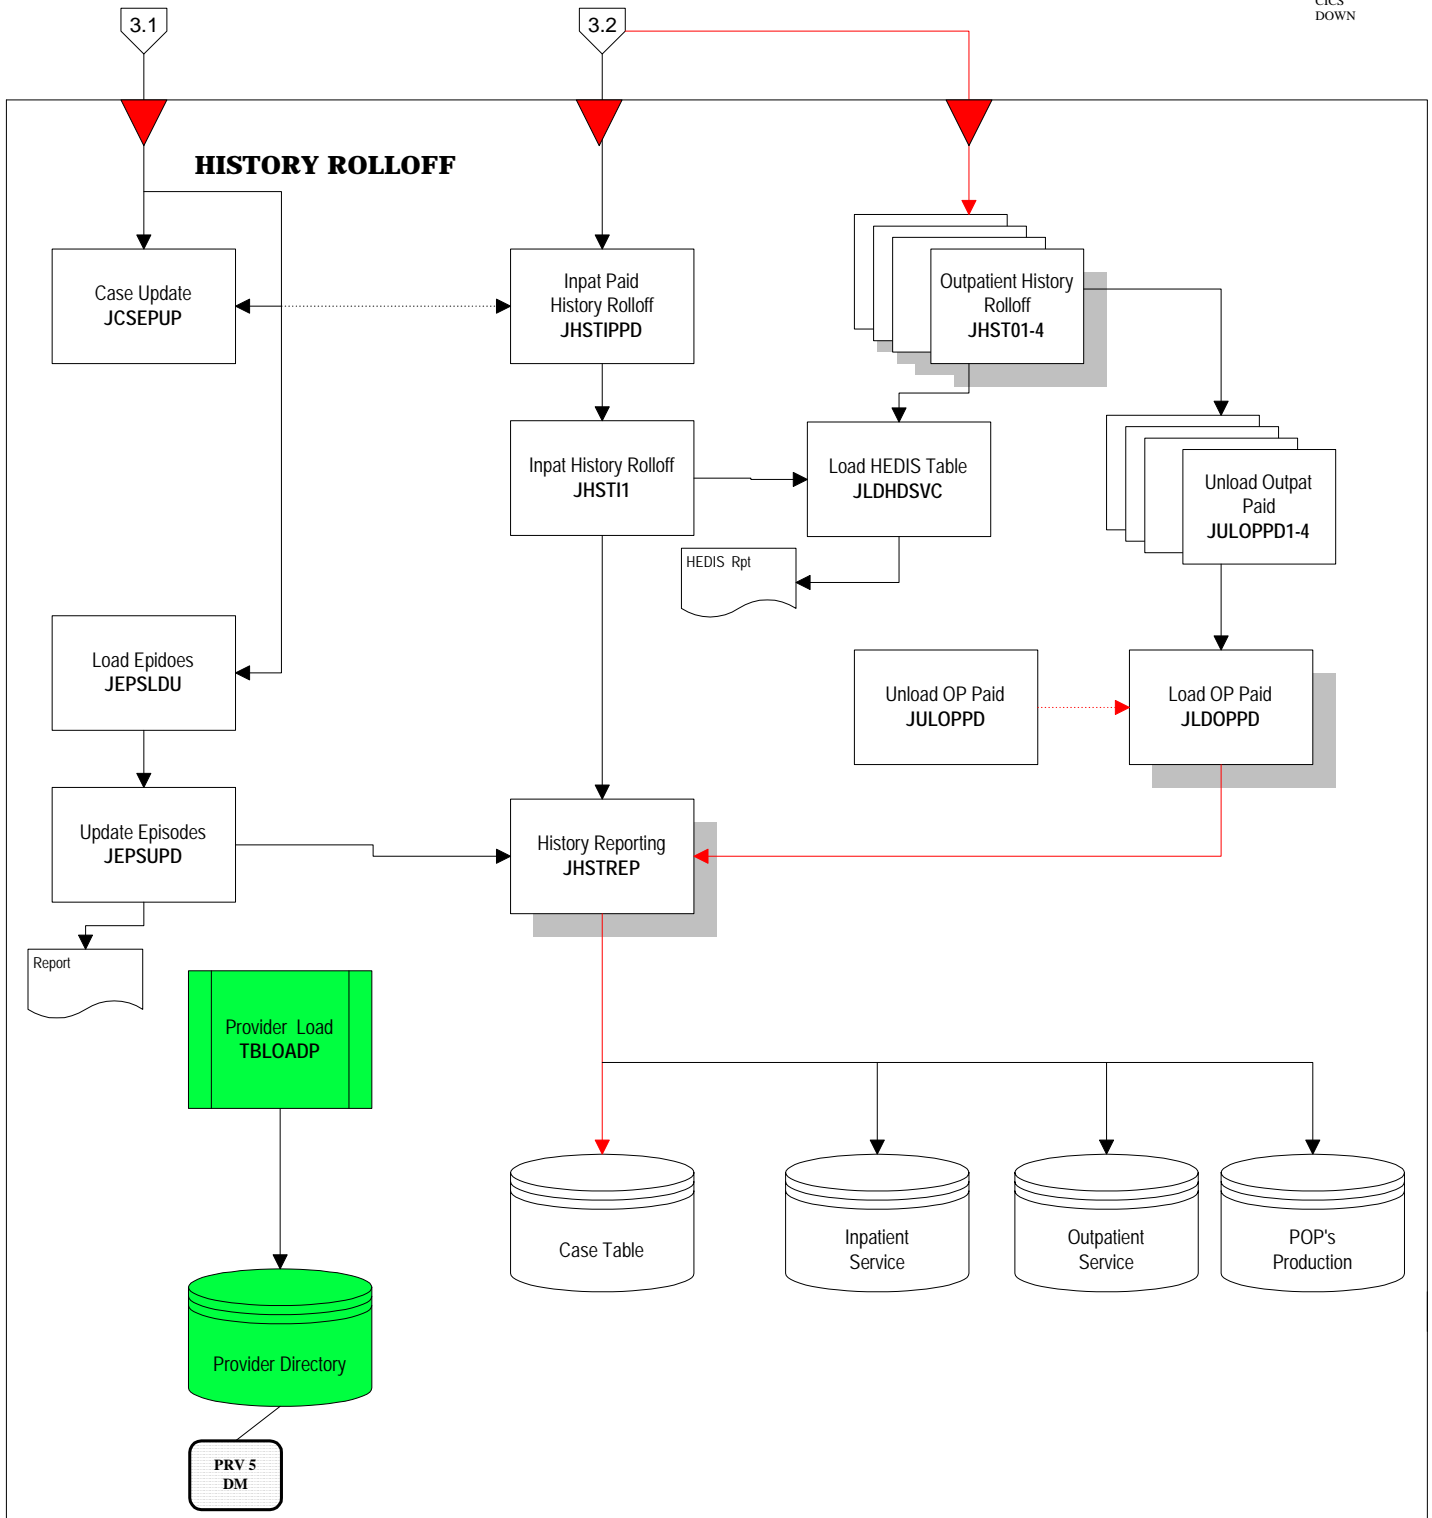 3.1
3.2
CICS
DOWN
HISTORY ROLLOFF
Case Update
JCSEPUP
Inpat Paid
History Rolloff
JHSTIPPD
Outpatient History
Rolloff
JHST01-4
Inpat History Rolloff
JHSTI1
Load HEDIS Table
JLDHDSVC
Unload Outpat
Paid
JULOPPD1-4
HEDIS Rpt
Load Epidoes
JEPSLDU
Unload OP Paid
JULOPPD
Load OP Paid
JLDOPPD
Update Episodes
JEPSUPD
History Reporting
JHSTREP
Report
Provider Load
TBLOADP
Case Table
Inpatient
Service
Outpatient
Service
POP's
Production
Provider Directory
PRV 5
DM